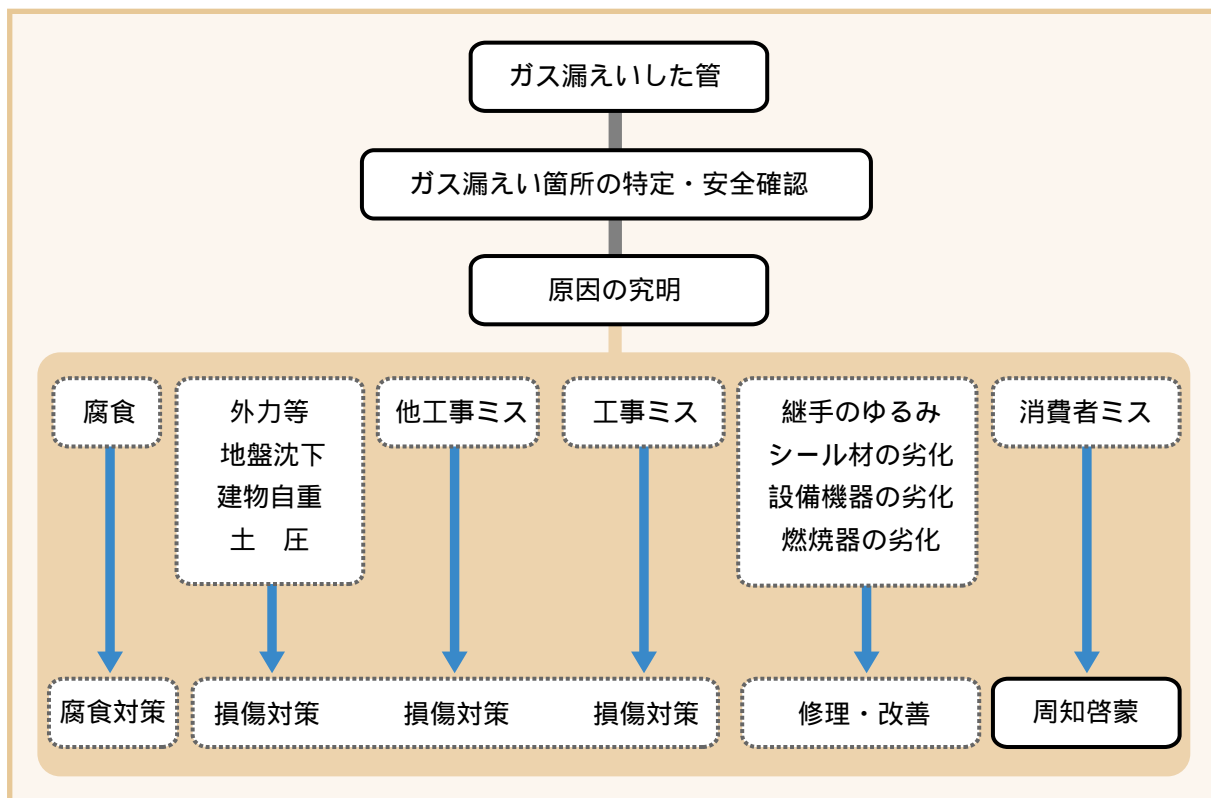 ガス漏えいした管
ガス漏えい箇所の特定・安全確認
原因の究明
腐食
外力等
地盤沈下
建物自重
土　圧
他工事ミス
工事ミス
継手のゆるみ
シール材の劣化
設備機器の劣化
燃焼器の劣化
消費者ミス
腐食対策
損傷対策
損傷対策
損傷対策
修理・改善
周知啓蒙